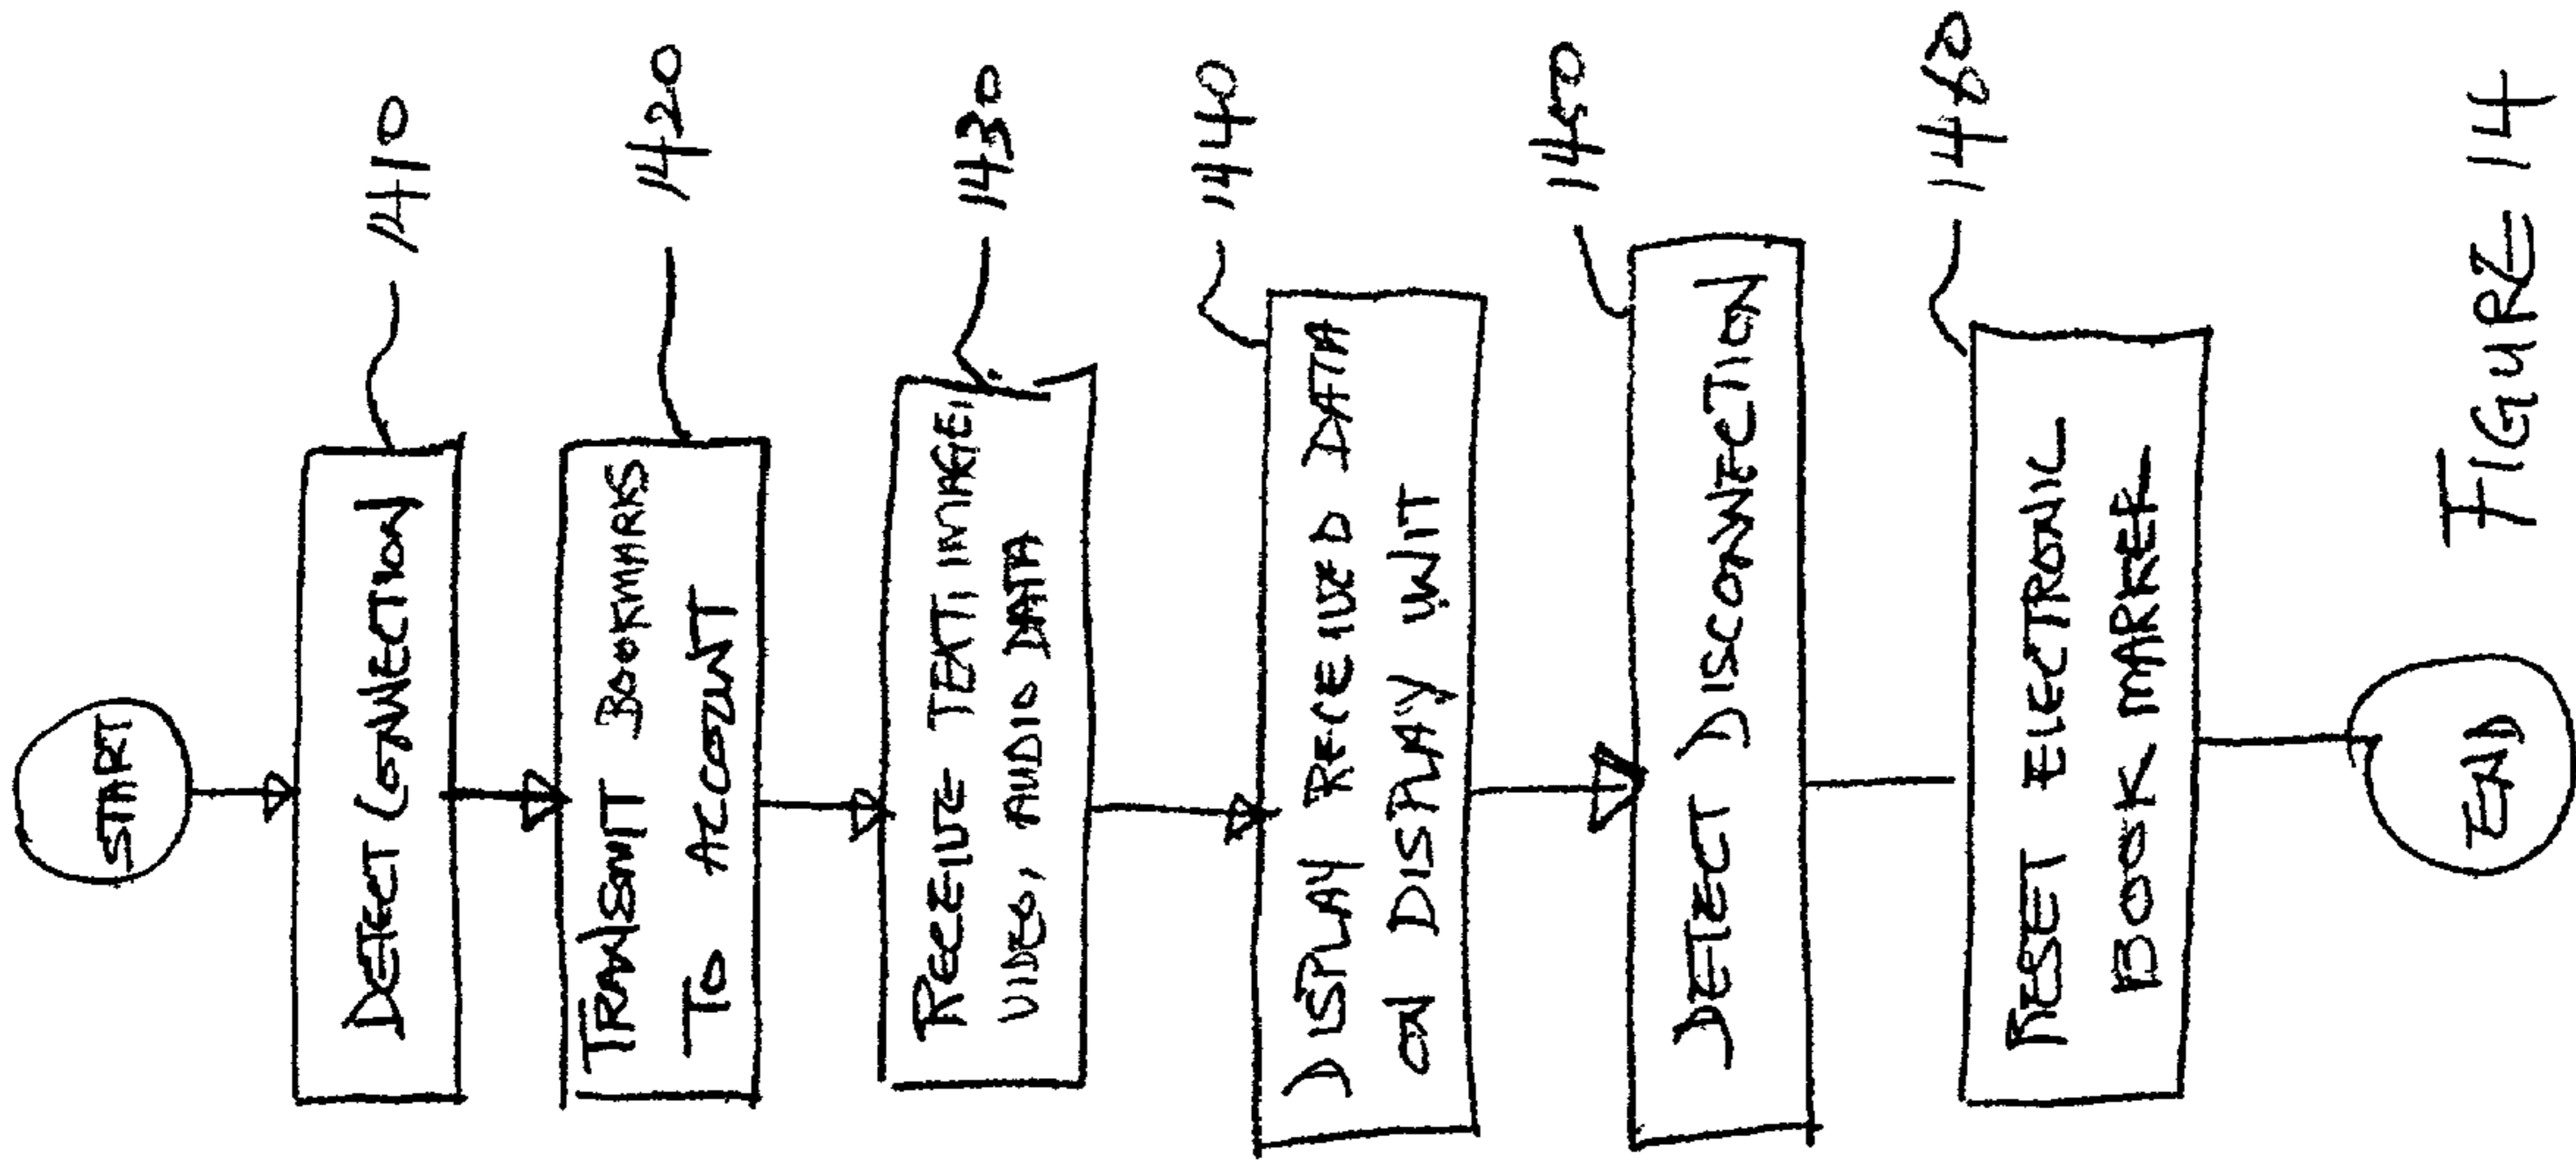 START
DETECT CONNECTION
1410
TRANSMIT BOOKMARKS
TO ACCOUNT
1420
RECEIVE TEXT, IMAGE,
VIDEO, AUDIO DATA
1430
DISPLAY RECEIVED DATA
ON DISPLAY UNIT
1440
DETECT DISCONNECTION
1450
RESET ELECTRONIC
BOOK MARKER
1460
END
FIGURE 14